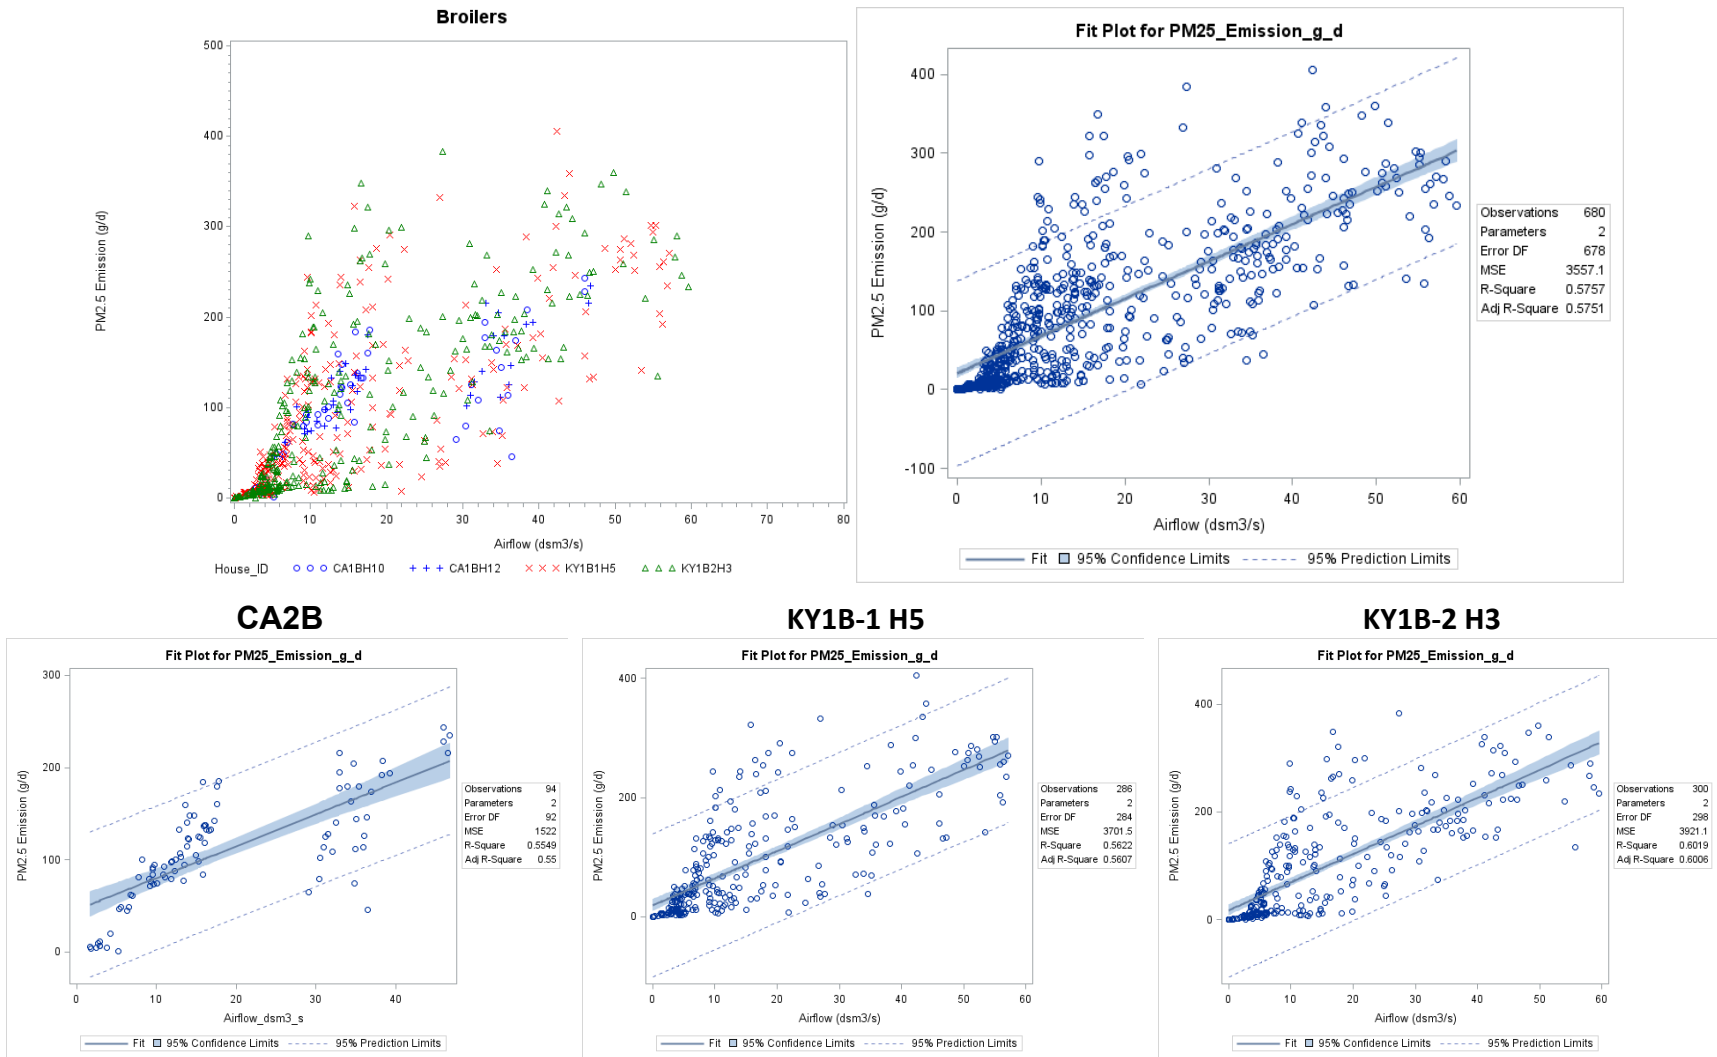 Broilers
500
400
300
200
100
0
PM2.5 Emission (g/d)
0 10 20 30 40 50 60 70 80
Airflow (dsm3/s)
House_ID CA1BH10 CA1BH12 KY1B1H5 KY1B2H3
Fit Plot for PM25_Emission_g_d
400
300
200
100
0
-100
PM2.5 Emission (g/d)
0 10 20 30 40 50 60
Airflow (dsm3/s)
Observations 680
Parameters 2
Error DF 678
MSE 3557.1
R-Square 0.5757
Adj R-Square 0.5751
Fit 95% Confidence Limits 95% Prediction Limits
CA2B
Fit Plot for PM25_Emission_g_d
300
200
100
0
PM2.5 Emission (g/d)
0 10 20 30 40
Airflow_dsm3_s
Observations 94
Parameters 2
Error DF 92
MSE 1522
R-Square 0.5549
Adj R-Square 0.55
Fit 95% Confidence Limits 95% Prediction Limits
KY1B-1 H5
Fit Plot for PM25_Emission_g_d
400
200
0
PM2.5 Emission (g/d)
0 10 20 30 40 50 60
Airflow (dsm3/s)
Observations 286
Parameters 2
Error DF 284
MSE 3701.5
R-Square 0.5622
Adj R-Square 0.5607
Fit 95% Confidence Limits 95% Prediction Limits
KY1B-2 H3
Fit Plot for PM25_Emission_g_d
400
200
0
PM2.5 Emission (g/d)
0 10 20 30 40 50 60
Airflow (dsm3/s)
Observations 300
Parameters 2
Error DF 298
MSE 3921.1
R-Square 0.6019
Adj R-Square 0.6006
Fit 95% Confidence Limits 95% Prediction Limits